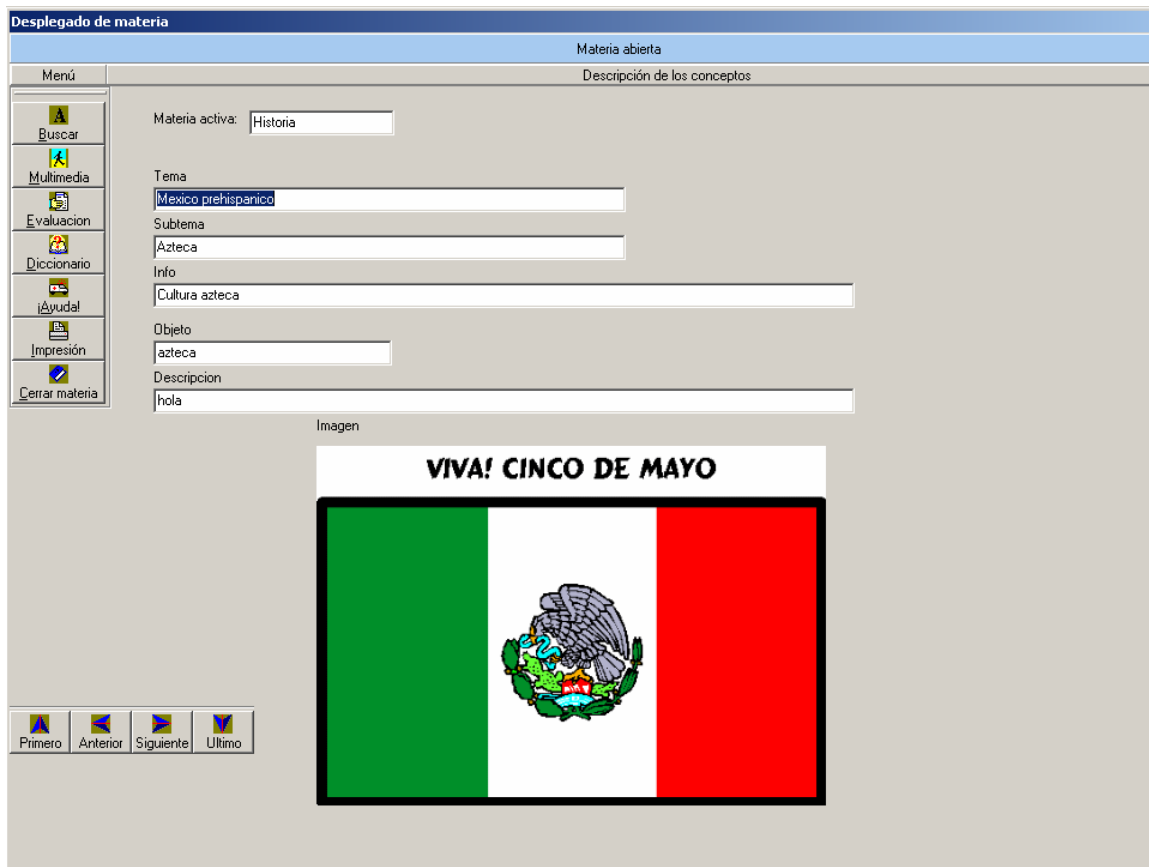 Desplegado de materia
Materia abierta
Menú
Descripción de los conceptos
Buscar
Multimedia
Evaluacion
Diccionario
¡Ayuda!
Impresión
Cerrar materia
Materia activa: Historia
Tema
Mexico prehispanico
Subtema
Azteca
Info
Cultura azteca
Objeto
azteca
Descripcion
hola
Imagen
VIVA! CINCO DE MAYO
Primero Anterior Siguiente Ultimo